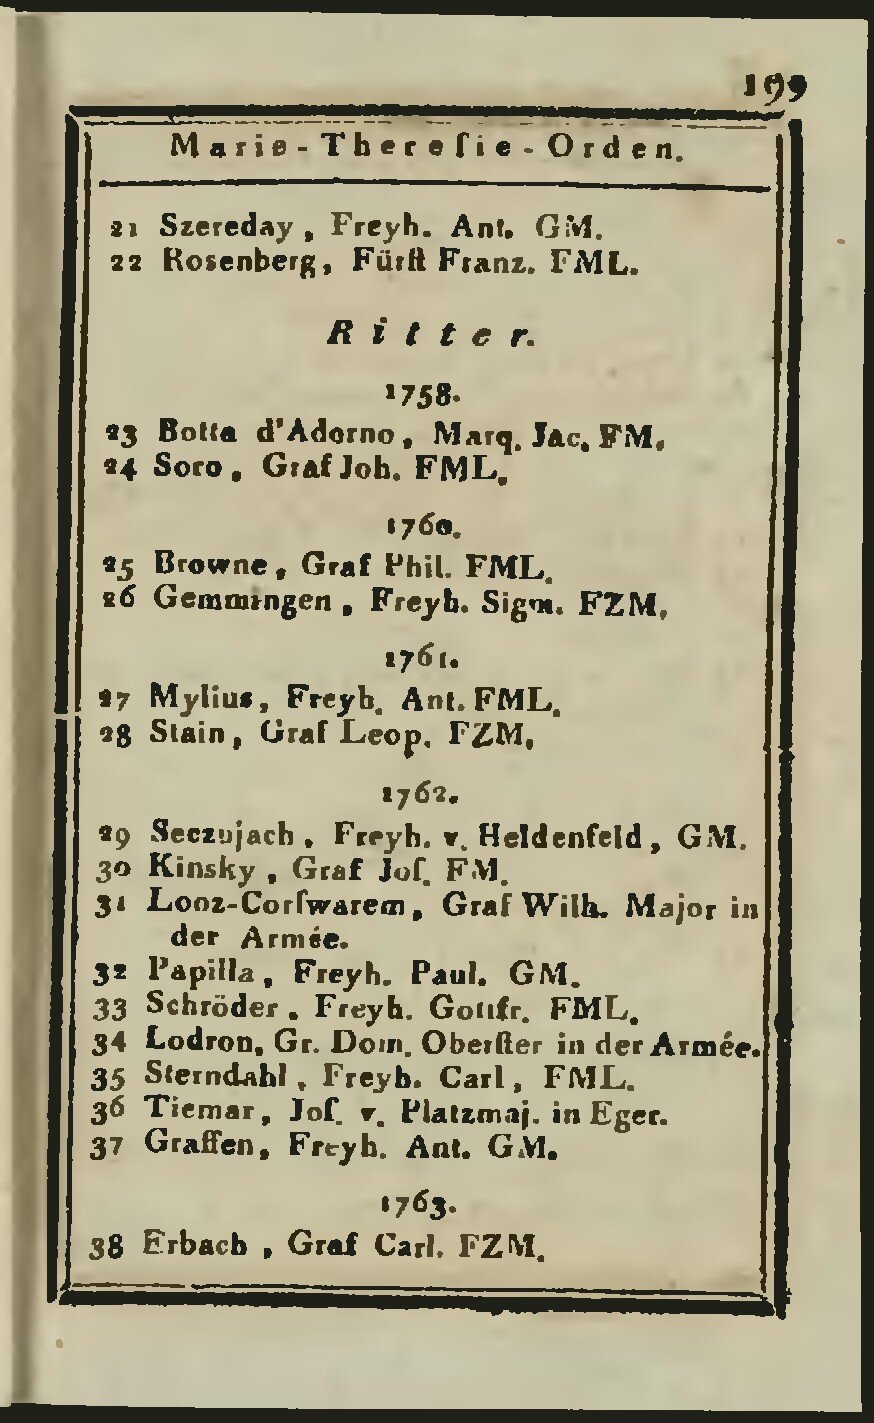 199
Marie-Thereſie-Orden.
21 Szereday, Freyh. Ant. GM.
22 Rosenberg, Fürſt Franz. FML.
Ritter.
1758.
23 Botta d'Adorno, Marq. Jac. FM.
24 Soro, Graf Joh. FML.
1760.
25 Browne, Graf Phil. FML.
26 Gemmingen, Freyh. Sigm. FZM.
1761.
27 Mylius, Freyh. Ant. FML.
28 Stain, Graf Leop. FZM.
1762.
29 Seczujach, Freyh. v. Heldenfeld, GM.
30 Kinsky, Graf Joſ. FM.
31 Looz-Corſwarem, Graf Wilh. Major in
der Armée.
32 Papilla, Freyh. Paul. GM.
33 Schröder, Freyh. Gottfr. FML.
34 Lodron, Gr. Dom. Oberſter in der Armée.
35 Sterndahl, Freyh. Carl, FML.
36 Tiemar, Joſ. v. Platzmaj. in Eger.
37 Graffen, Freyh. Ant. GM.
1763.
38 Erbach, Graf Carl. FZM.